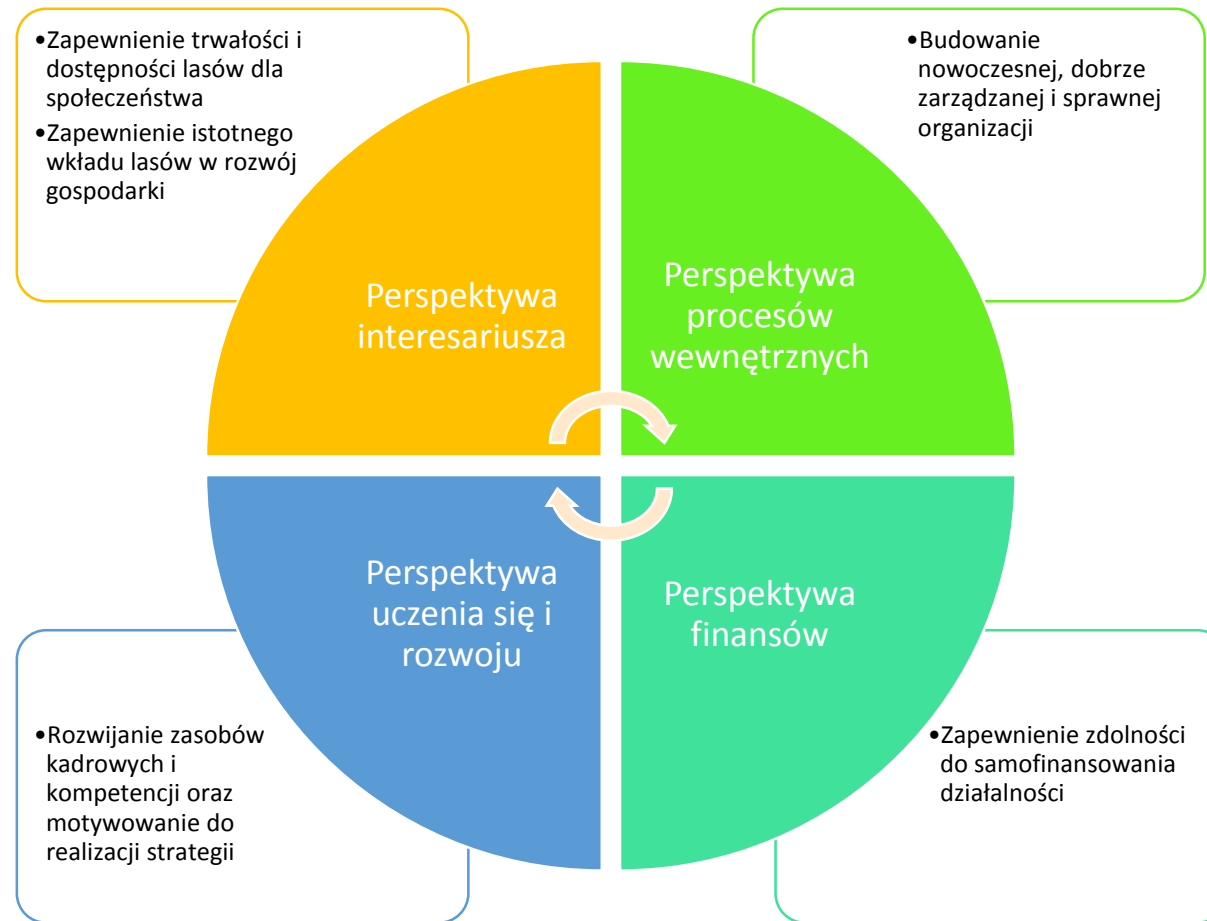 •Zapewnienie trwałości i
dostępności lasów dla
społeczeństwa
•Zapewnienie istotnego
wkładu lasów w rozwój
gospodarki
•Budowanie
nowoczesnej, dobrze
zarządzanej i sprawnej
organizacji
Perspektywa
interesariusza
Perspektywa
procesów
wewnętrznych
Perspektywa
uczenia się i
rozwoju
Perspektywa
finansów
•Rozwijanie zasobów
kadrowych i
kompetencji oraz
motywowanie do
realizacji strategii
•Zapewnienie zdolności
do samofinansowania
działalności